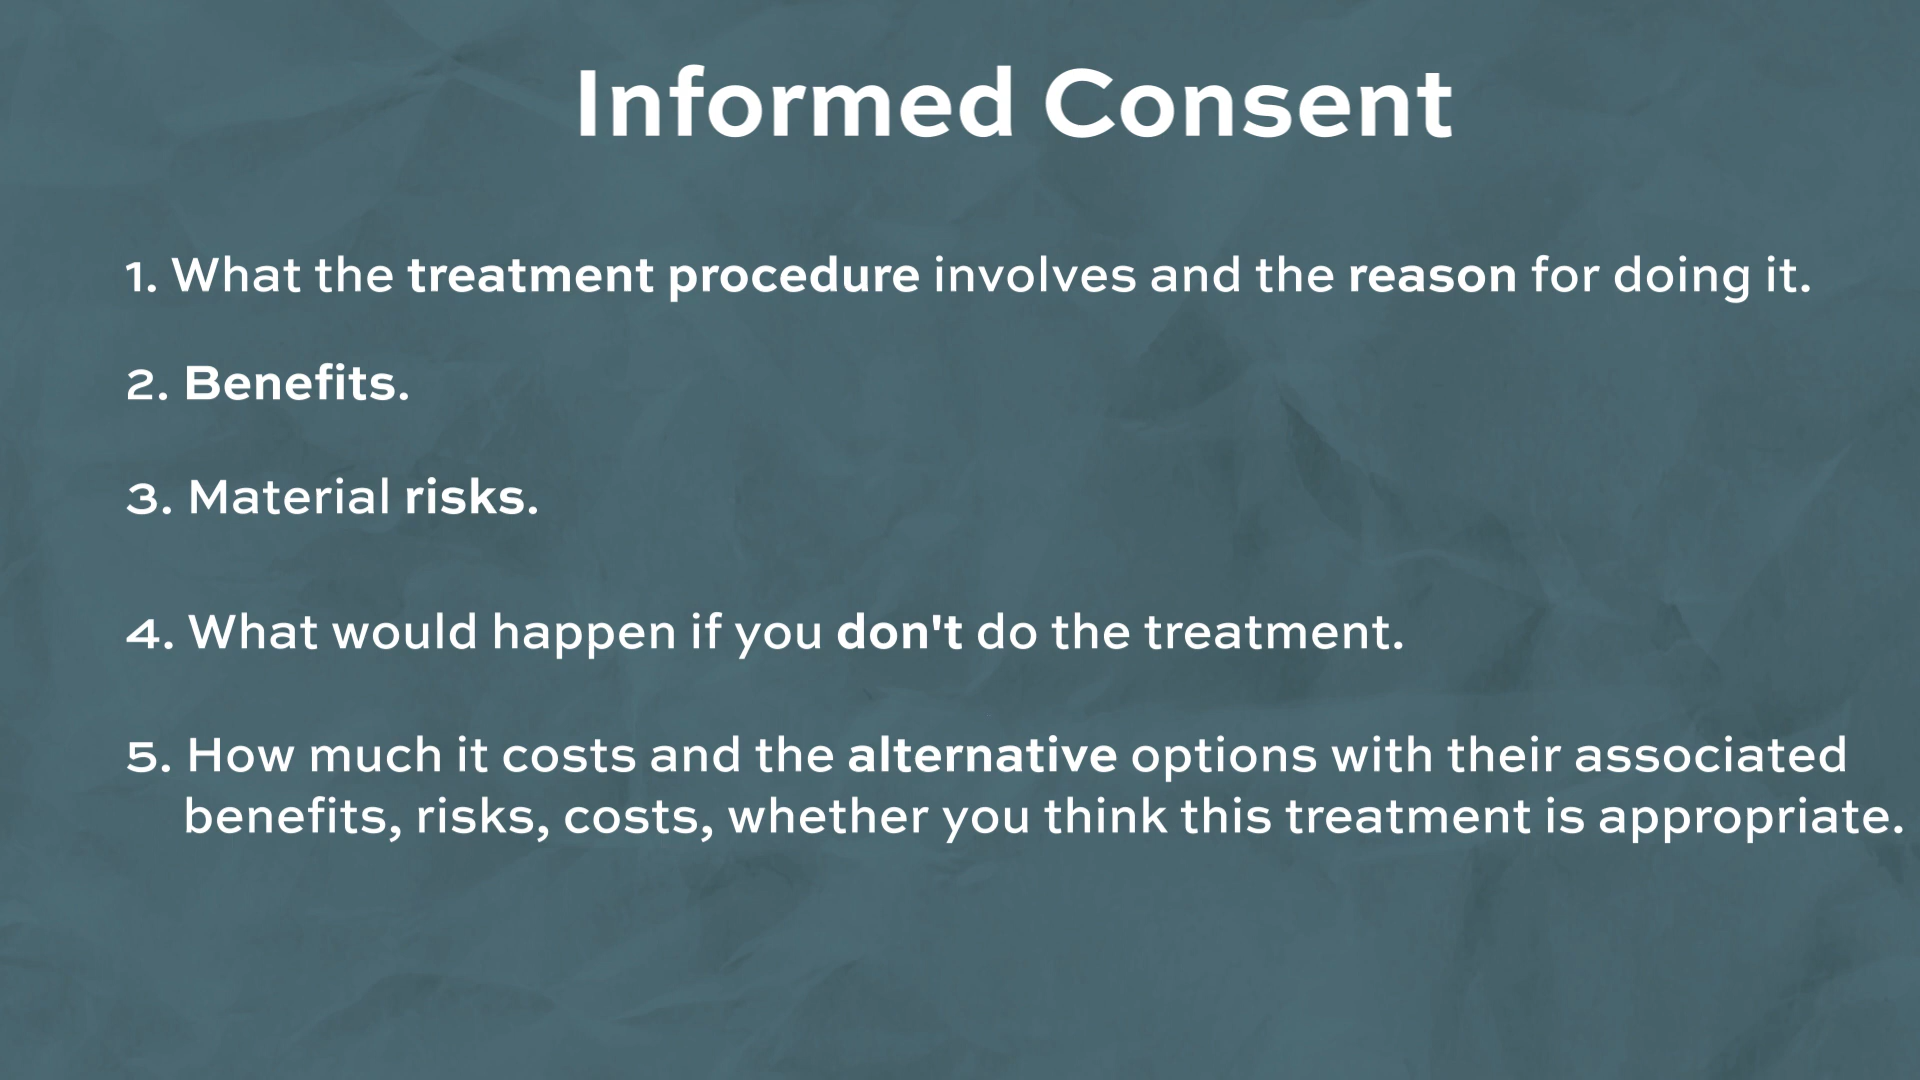 Informed Consent
1. What the treatment procedure involves and the reason for doing it.
2. Benefits.
3. Material risks.
4. What would happen if you don't do the treatment.
5. How much it costs and the alternative options with their associated
benefits, risks, costs, whether you think this treatment is appropriate.